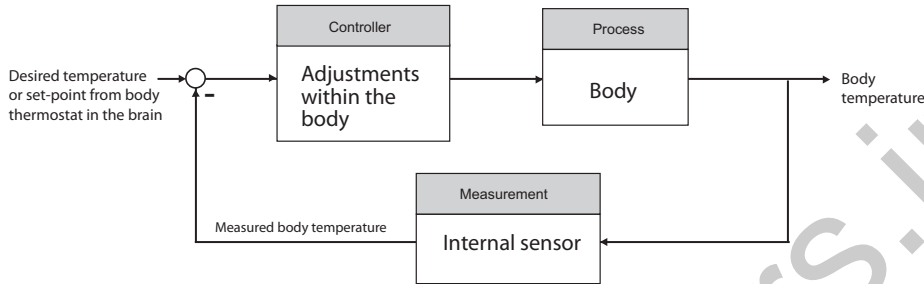 Controller
Process
Desired temperature
or set-point from body
thermostat in the brain
-
Adjustments
within the
body
Body
Body
temperature
Measurement
Measured body temperature
Internal sensor